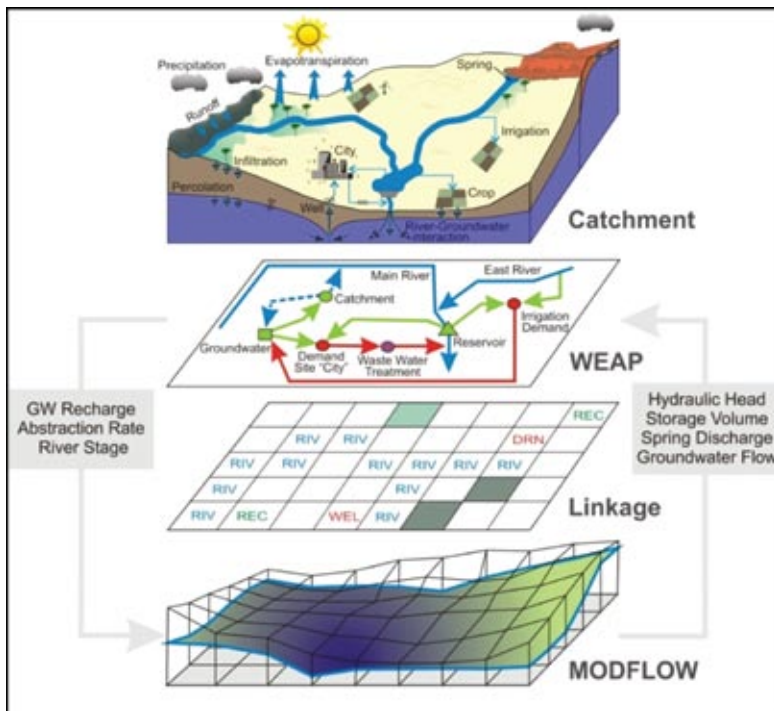 Precipitation
Evapotranspiration
Spring
Runoff
Irrigation
City
Infiltration
Percolation
Well
Crop
River-Groundwater
Interaction
Catchment
Main River
East River
Catchment
Groundwater
Reservoir
Irrigation
Demand
Demand
Site "City"
Waste Water
Treatment
WEAP
GW Recharge
Abstraction Rate
River Stage
Hydraulic Head
Storage Volume
Spring Discharge
Groundwater Flow
REC
RIV RIV DRN
RIV RIV RIV RIV RIV RIV
RIV RIV
RIV REC WEL RIV
Linkage
MODFLOW